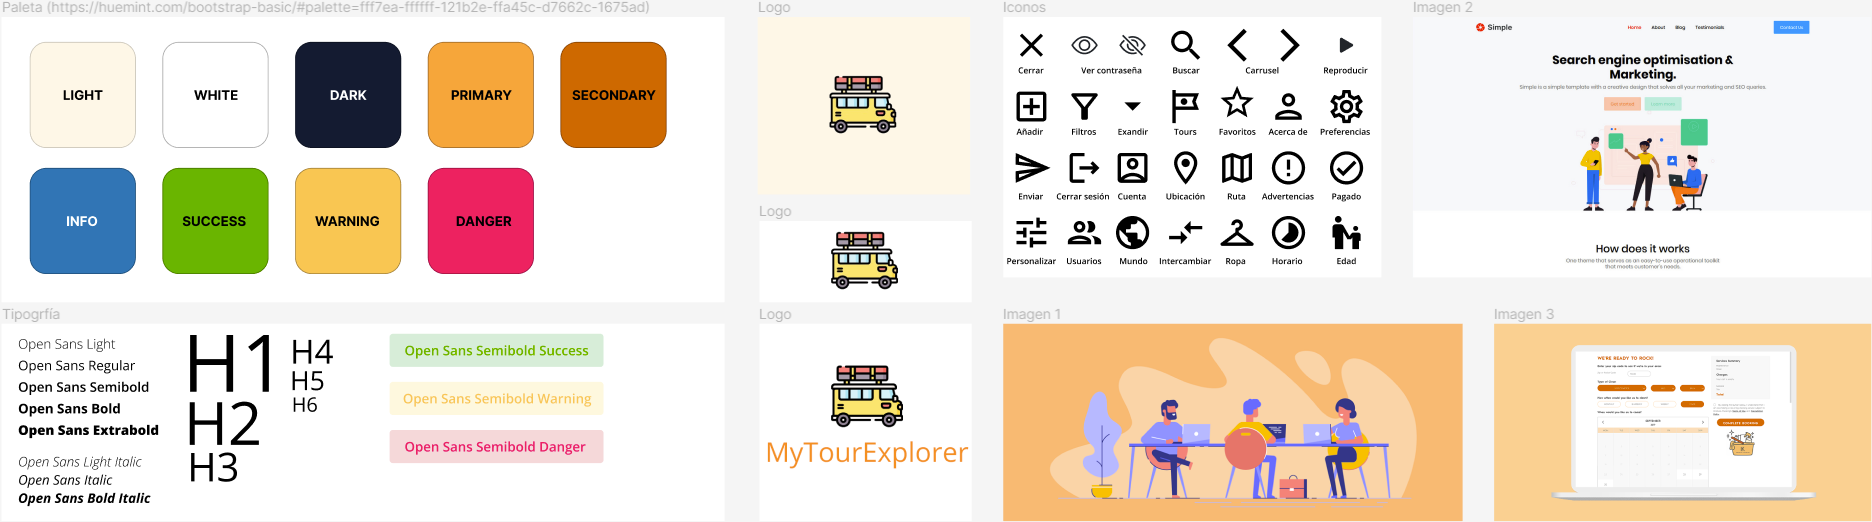 Paleta (https://huemint.com/bootstrap-basic/#palette=fff7ea-ffffff-121b2e-ffa45c-d7662c-1675ad)
LIGHT
WHITE
DARK
PRIMARY
SECONDARY
INFO
SUCCESS
WARNING
DANGER
Tipogrfía
Open Sans Light
Open Sans Regular
Open Sans Semibold
Open Sans Bold
Open Sans Extrabold
Open Sans Light Italic
Open Sans Italic
Open Sans Bold Italic
H1
H2
H3
H4
H5
H6
Open Sans Semibold Success
Open Sans Semibold Warning
Open Sans Semibold Danger
Logo
Logo
Logo
MyTourExplorer
Iconos
Cerrar
Ver contraseña
Buscar
Carrusel
Reproducir
Añadir
Filtros
Exandir
Tours
Favoritos
Acerca de
Preferencias
Enviar
Cerrar sesión
Cuenta
Ubicación
Ruta
Advertencias
Pagado
Personalizar
Usuarios
Mundo
Intercambiar
Ropa
Horario
Edad
Imagen 2
Simple
Home
About
Blog
Testimonials
Contact Us
Search engine optimisation &
Marketing.
Simple is a simple template with a creative design that solves all your marketing and SEO queries.
How does it works
One theme that serves as an easy-to-use operational toolkit
that meets customer's needs.
Imagen 1
Imagen 3
WE'RE READY TO ROCK!
COMPLETE BOOKING